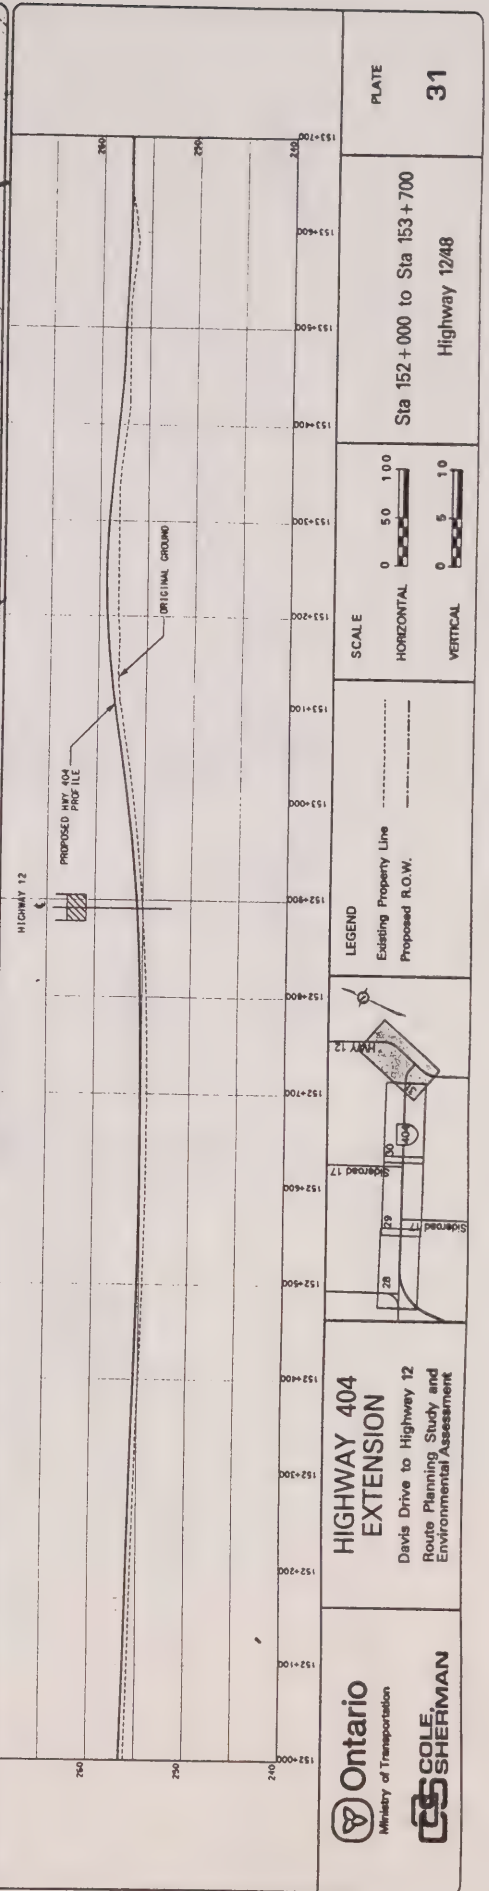 HIGHWAY 12
PROPOSED HWY 404
PROFILE
ORIGINAL GROUND
260
250
240
260
250
240
152+000
152+100
152+200
152+300
152+400
152+500
152+600
152+700
152+800
152+900
153+000
153+100
153+200
153+300
153+400
153+500
153+600
153+700
Ontario
Ministry of Transportation
COLE,
SHERMAN
HIGHWAY 404
EXTENSION
Davis Drive to Highway 12
Route Planning Study and
Environmental Assessment
28
29
30
31
404
HWY 12
Sideroad 17
Sideroad 17
LEGEND
Existing Property Line
Proposed R.O.W.
SCALE
HORIZONTAL 0 50 100
VERTICAL 0 5 10
Sta 152+000 to Sta 153+700
Highway 12/48
PLATE
31